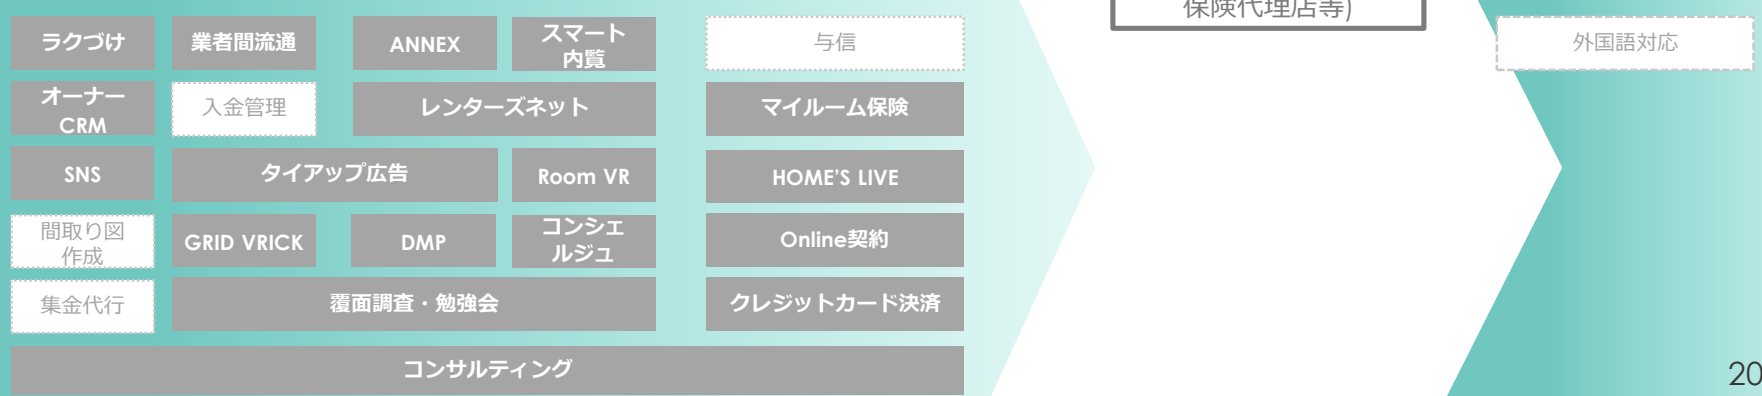 保険代理店等)
ラクづけ
業者間流通
ANNEX
スマート
内覧
与信
外国語対応
オーナー
CRM
入金管理
レンターズネット
マイルーム保険
SNS
タイアップ広告
Room VR
HOME'S LIVE
間取り図
作成
GRID VRICK
DMP
コンシェ
ルジュ
Online契約
集金代行
覆面調査・勉強会
クレジットカード決済
コンサルティング
20